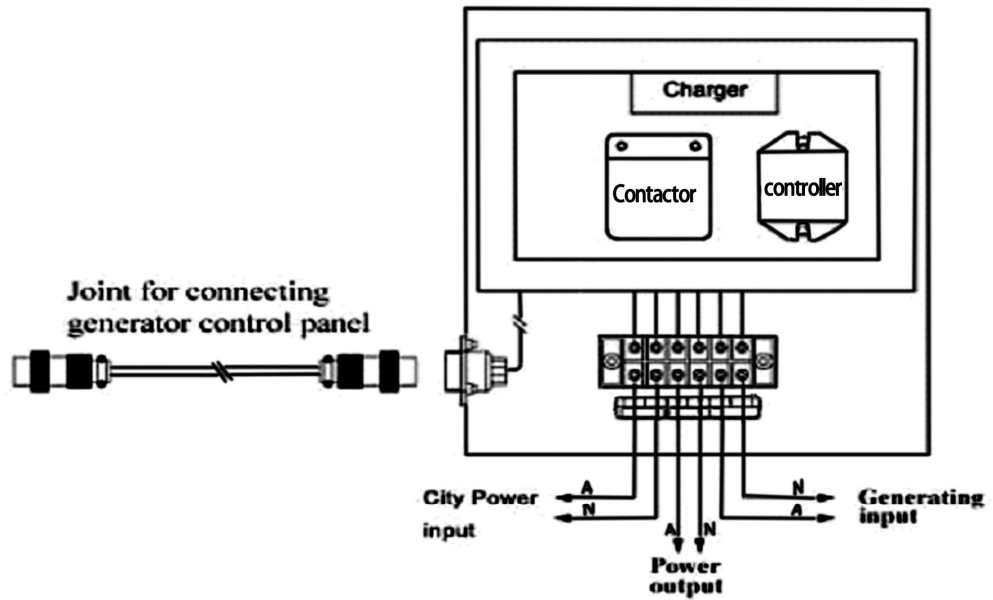 Charger
Contactor
controller
Joint for connecting
generator control panel
City Power
input
A
N
A
N
Power
output
N
A
Generating
input